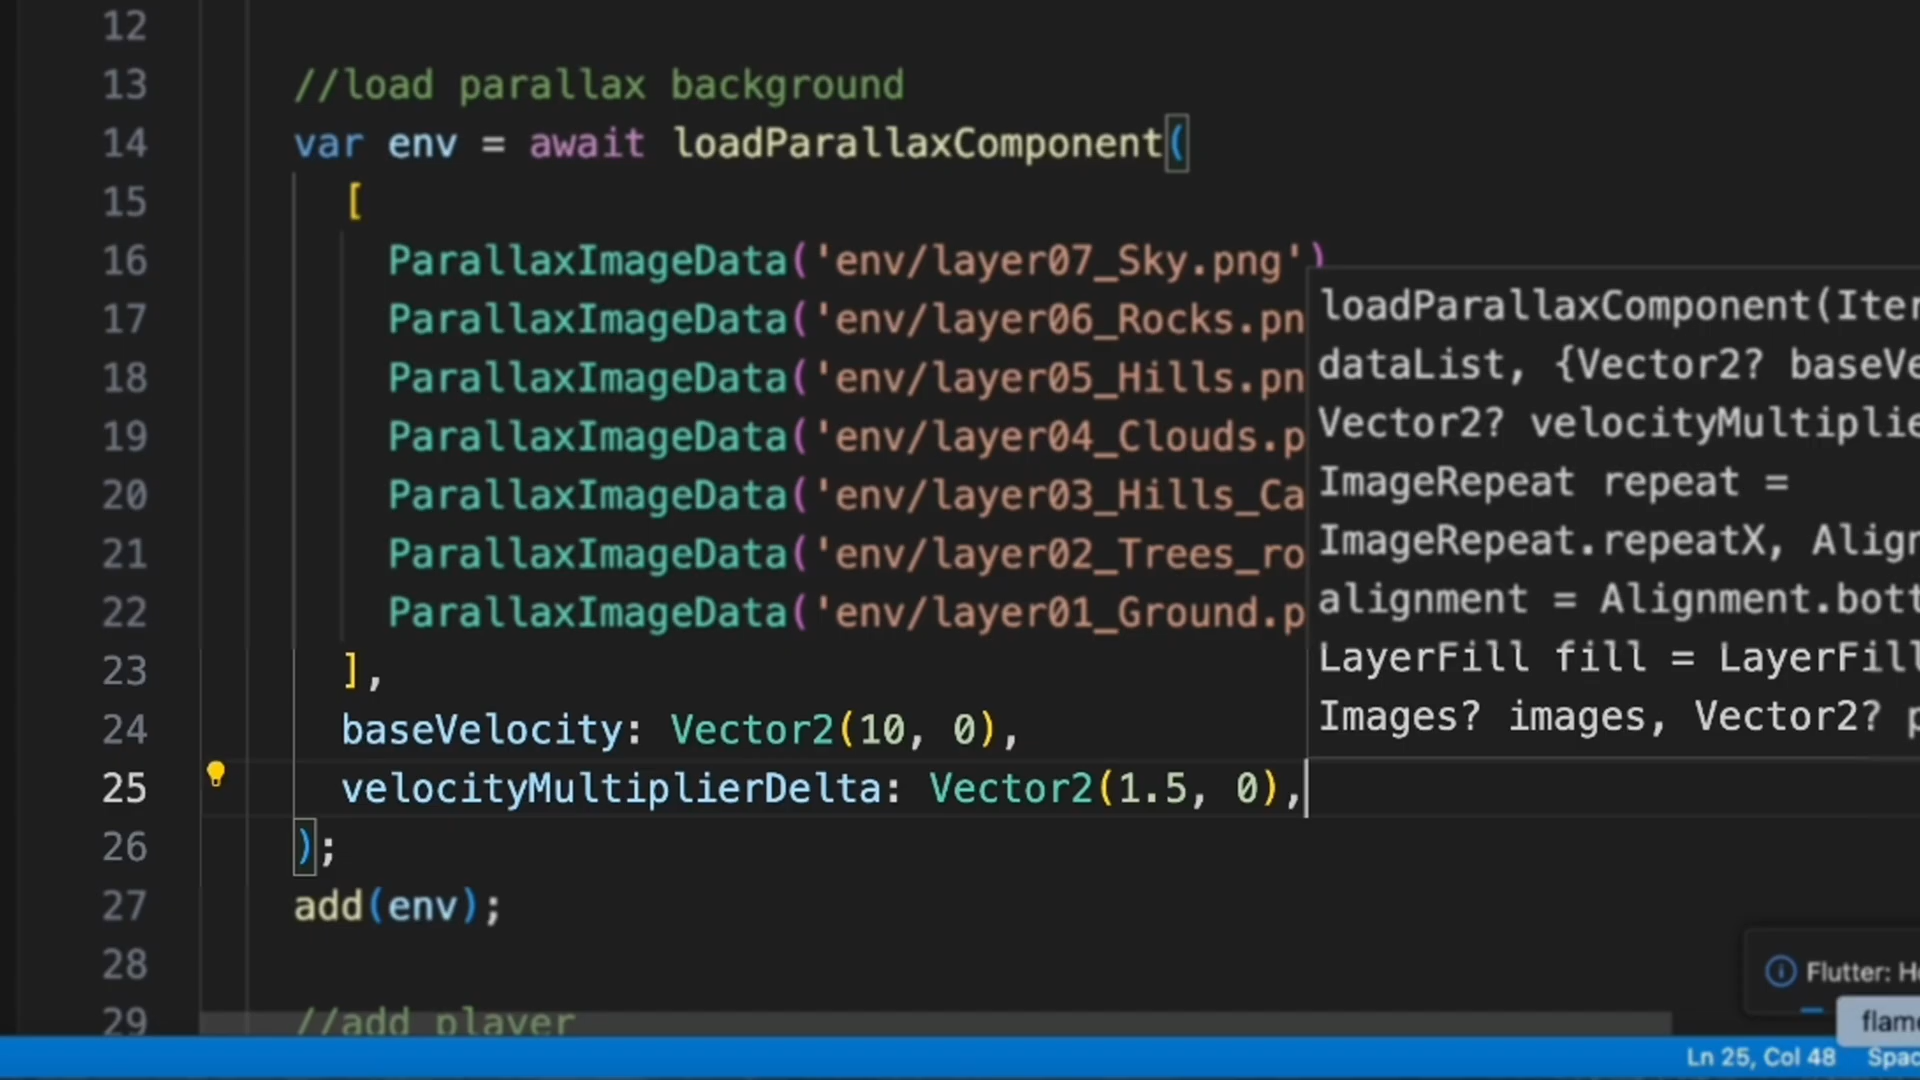 12
13 //load parallax background
14 var env = await loadParallaxComponent(
15 [
16 ParallaxImageData('env/layer07_Sky.png')
17 ParallaxImageData('env/layer06_Rocks.pn
18 ParallaxImageData('env/layer05_Hills.pn
19 ParallaxImageData('env/layer04_Clouds.p
20 ParallaxImageData('env/layer03_Hills_Ca
21 ParallaxImageData('env/layer02_Trees_ro
22 ParallaxImageData('env/layer01_Ground.p
23 ],
24 baseVelocity: Vector2(10, 0),
25 velocityMultiplierDelta: Vector2(1.5, 0),
26 );
27 add(env);
28
29 //add player
loadParallaxComponent(Iter
dataList, {Vector2? baseVe
Vector2? velocityMultiplie
ImageRepeat repeat =
ImageRepeat.repeatX, Align
alignment = Alignment.bott
LayerFill fill = LayerFill
Images? images, Vector2? p
Flutter: Ho
flame
Ln 25, Col 48 Spac